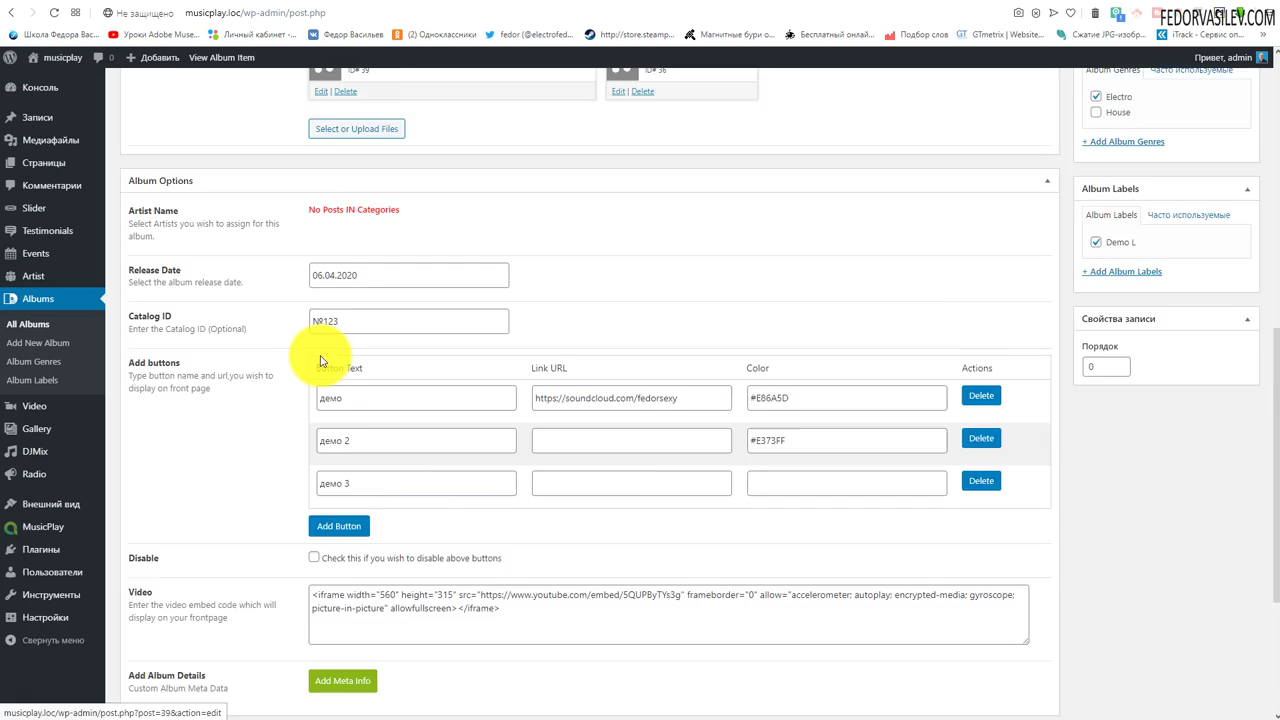 Не защищено
musicplay.loc/wp-admin/post.php
FEDORVASILEV.COM
Школа Федора Вас...
Уроки Adobe Muse...
Личный кабинет -...
Федор Васильев
(2) Одноклассники
fedor (@electrofed...
http://store.steamp...
Магнитные бури о...
Бесплатный онлай...
Подбор слов
GTmetrix | Website...
Сжатие JPG-изобр...
iTrack - Сервис оп...
musicplay
0
Добавить
View Album Item
Привет, admin
Консоль
Записи
Медиафайлы
Страницы
Комментарии
Slider
Testimonials
Events
Artist
Albums
All Albums
Add New Album
Album Genres
Album Labels
Video
Gallery
DJMix
Radio
Внешний вид
MusicPlay
Плагины
Пользователи
Инструменты
Настройки
Свернуть меню
ID# 39
Edit | Delete
ID# 36
Edit | Delete
Select or Upload Files
Album Options
Artist Name
Select Artists you wish to assign for this
album.
No Posts IN Categories
Release Date
Select the album release date.
06.04.2020
Catalog ID
Enter the Catalog ID (Optional)
№123
Add buttons
Type button name and url,you wish to
display on front page
Button Text
Link URL
Color
Actions
демо
https://soundcloud.com/fedorsexy
#E86A5D
Delete
демо 2
#E373FF
Delete
демо 3
Delete
Add Button
Disable
Check this if you wish to disable above buttons
Video
Enter the video embed code which will
display on your frontpage
<iframe width="560" height="315" src="https://www.youtube.com/embed/5QUPByTYs3g" frameborder="0" allow="accelerometer; autoplay; encrypted-media; gyroscope;
picture-in-picture" allowfullscreen></iframe>
Add Album Details
Custom Album Meta Data
Add Meta Info
Album Genres
Часто используемые
Electro
House
+ Add Album Genres
Album Labels
Album Labels
Часто используемые
Demo L
+ Add Album Labels
Свойства записи
Порядок
0
musicplay.loc/wp-admin/post.php?post=39&action=edit